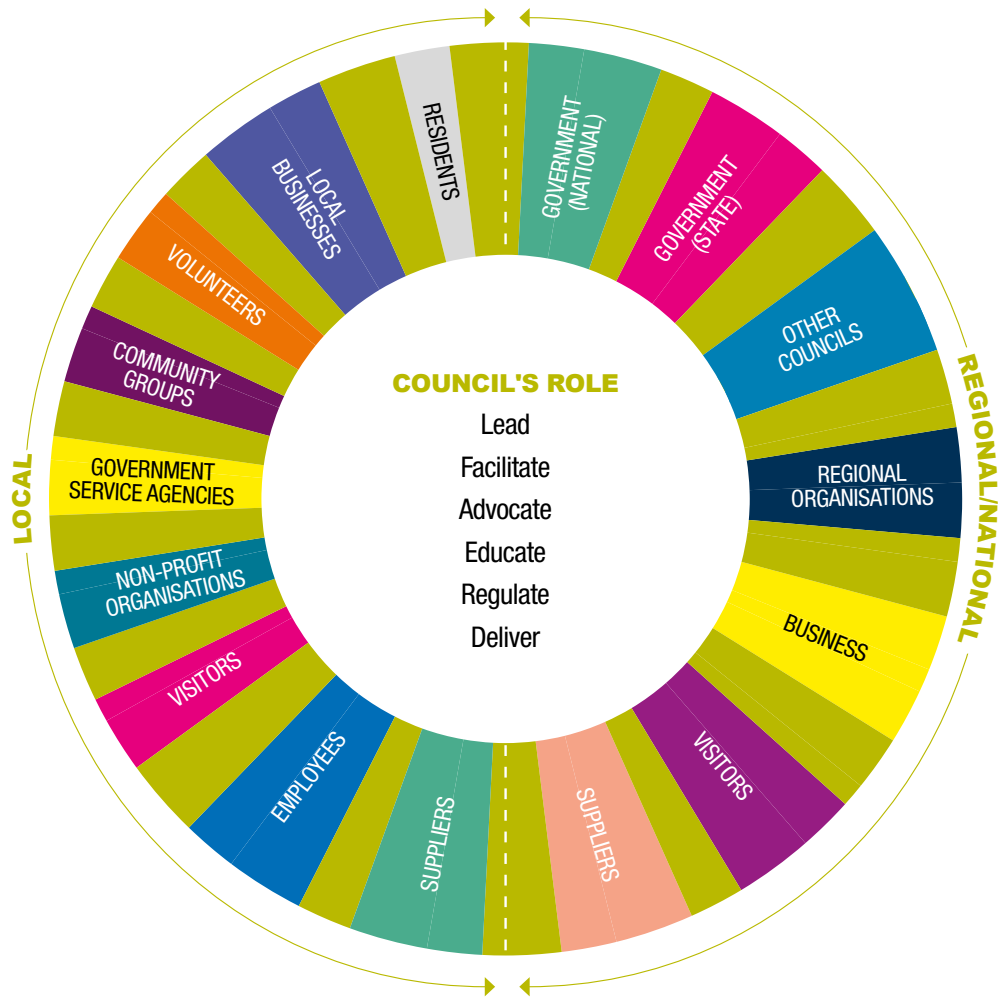 COUNCIL'S ROLE
Lead
Facilitate
Advocate
Educate
Regulate
Deliver
GOVERNMENT
(NATIONAL)
GOVERNMENT
(STATE)
OTHER
COUNCILS
REGIONAL
ORGANISATIONS
BUSINESS
VISITORS
SUPPLIERS
REGIONAL/NATIONAL
SUPPLIERS
EMPLOYEES
VISITORS
NON-PROFIT
ORGANISATIONS
GOVERNMENT
SERVICE AGENCIES
COMMUNITY
GROUPS
VOLUNTEERS
LOCAL
BUSINESSES
RESIDENTS
LOCAL